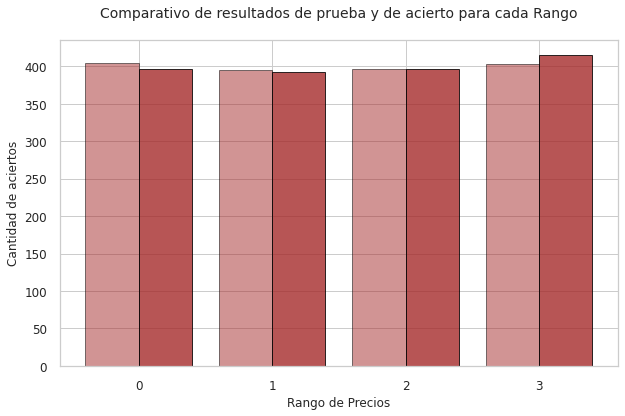 Comparativo de resultados de prueba y de acierto para cada Rango
Cantidad de aciertos
400
350
300
250
200
150
100
50
0
0 1 2 3
Rango de Precios